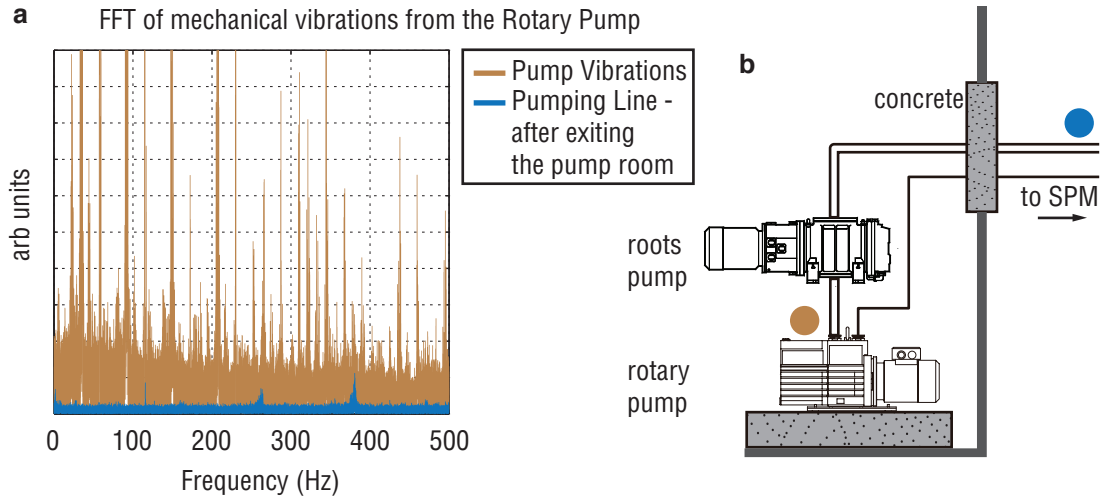 a
FFT of mechanical vibrations from the Rotary Pump
arb units
0 100 200 300 400 500
Frequency (Hz)
Pump Vibrations
Pumping Line -
after exiting
the pump room
b
concrete
to SPM
roots
pump
rotary
pump